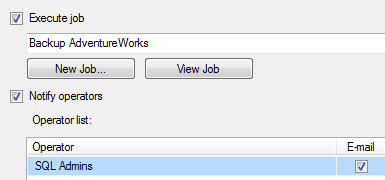 Execute job
Backup AdventureWorks
New Job... View Job
Notify operators
Operator list:
Operator E-mail
SQL Admins